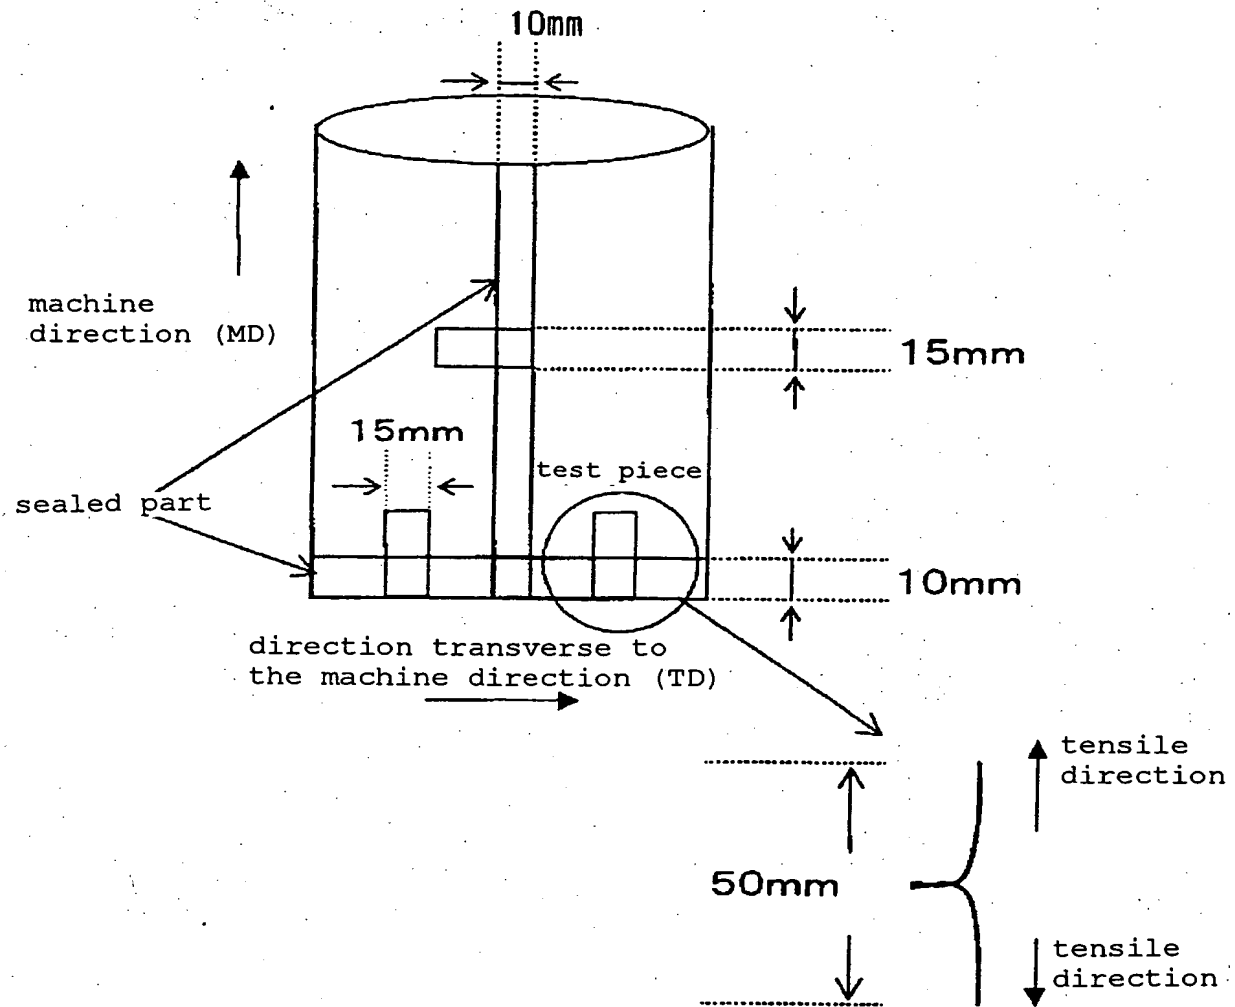 10mm
machine
direction (MD)
15mm
15mm
test piece
sealed part
10mm
direction transverse to
the machine direction (TD)
tensile
direction
50mm
tensile
direction